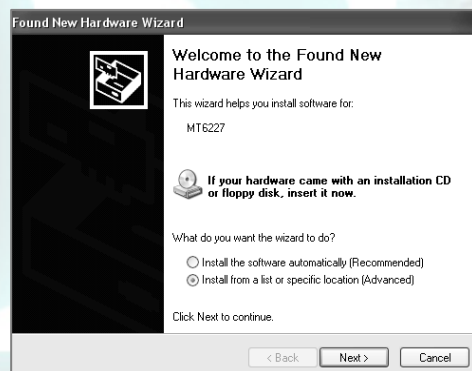 Found New Hardware Wizard
Welcome to the Found New
Hardware Wizard
This wizard helps you install software for:
MT6227
If your hardware came with an installation CD
or floppy disk, insert it now.
What do you want the wizard to do?
Install the software automatically (Recommended)
Install from a list or specific location (Advanced)
Click Next to continue.
< Back
Next >
Cancel